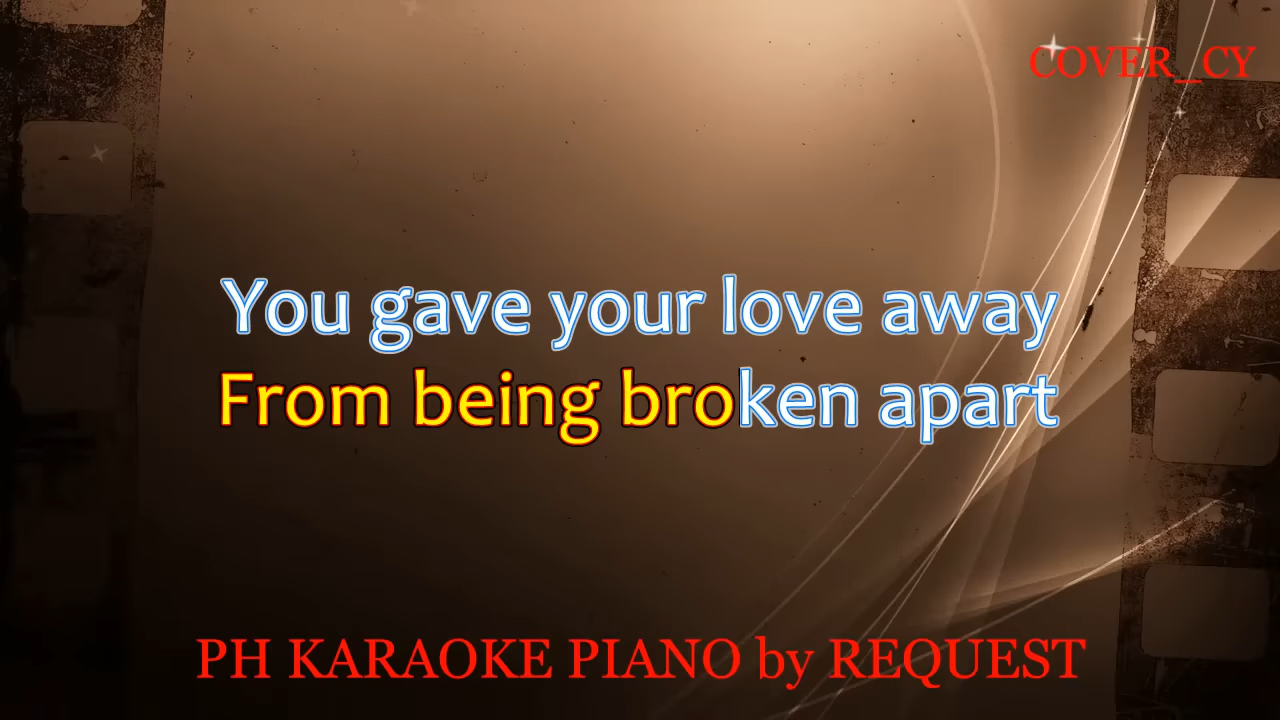 COVER_CY
You gave your love away
From being broken apart
PH KARAOKE PIANO by REQUEST